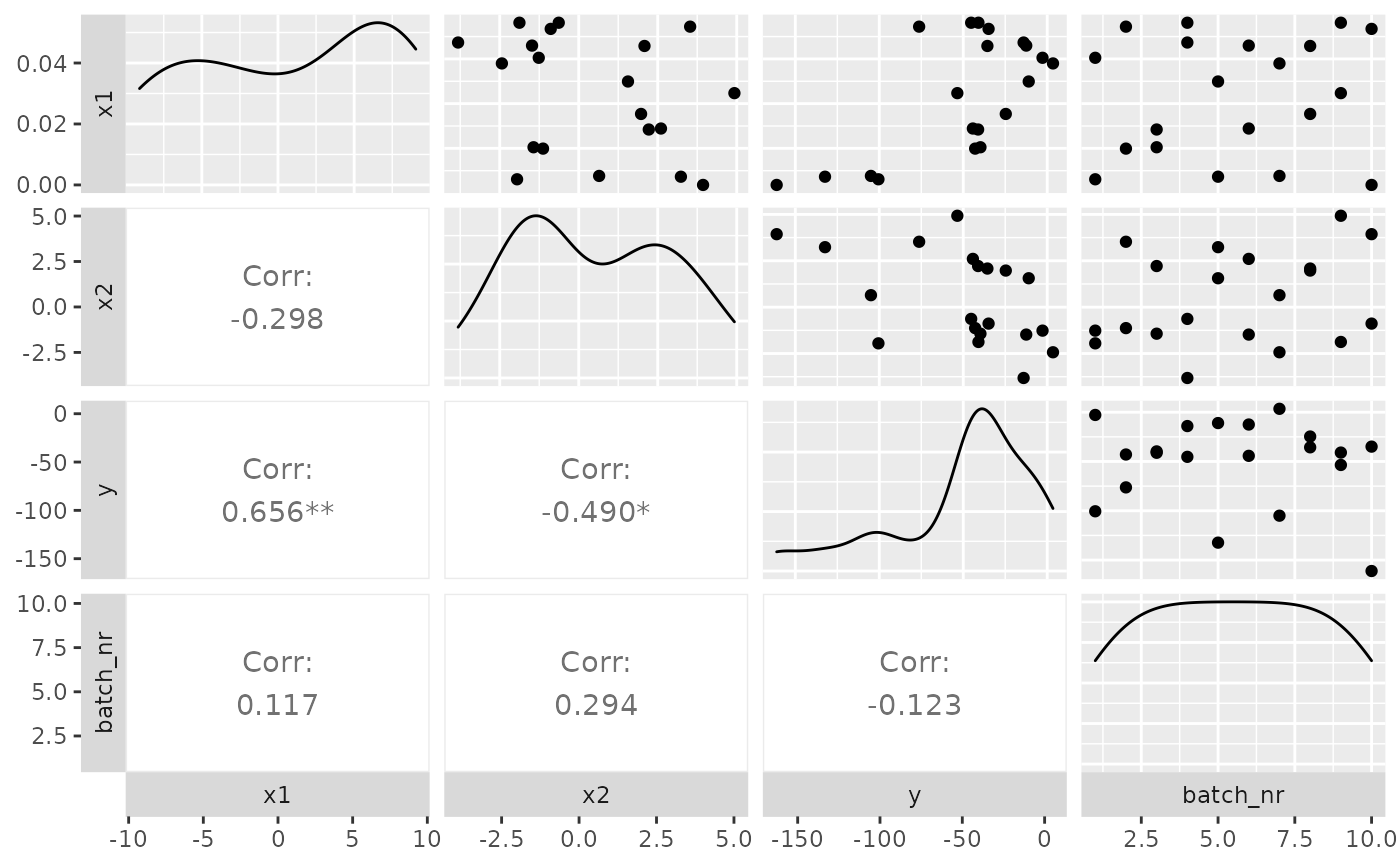 0.04
0.02
0.00
x1
5.0
2.5
0.0
-2.5
x2
Corr:
-0.298
0
-50
-100
-150
y
Corr:
0.656**
Corr:
-0.490*
10.0
7.5
5.0
2.5
batch_nr
Corr:
0.117
Corr:
0.294
Corr:
-0.123
x1 x2 y batch_nr
-10 -5 0 5 10 -2.5 0.0 2.5 5.0 -150 -100 -50 0 2.5 5.0 7.5 10.0